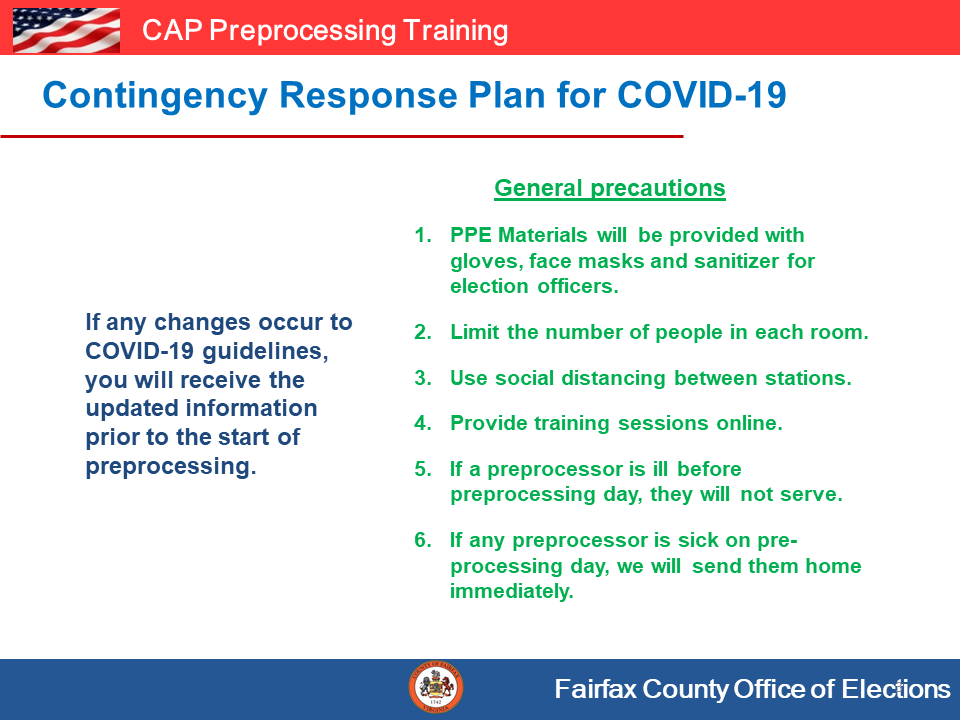 CAP Preprocessing Training
Contingency Response Plan for COVID-19
If any changes occur to
COVID-19 guidelines,
you will receive the
updated information
prior to the start of
preprocessing.
General precautions
1. PPE Materials will be provided with
gloves, face masks and sanitizer for
election officers.
2. Limit the number of people in each room.
3. Use social distancing between stations.
4. Provide training sessions online.
5. If a preprocessor is ill before
preprocessing day, they will not serve.
6. If any preprocessor is sick on pre-
processing day, we will send them home
immediately.
COUNTY OF FAIRFAX
1742
VIRGINIA
Fairfax County Office of Elections